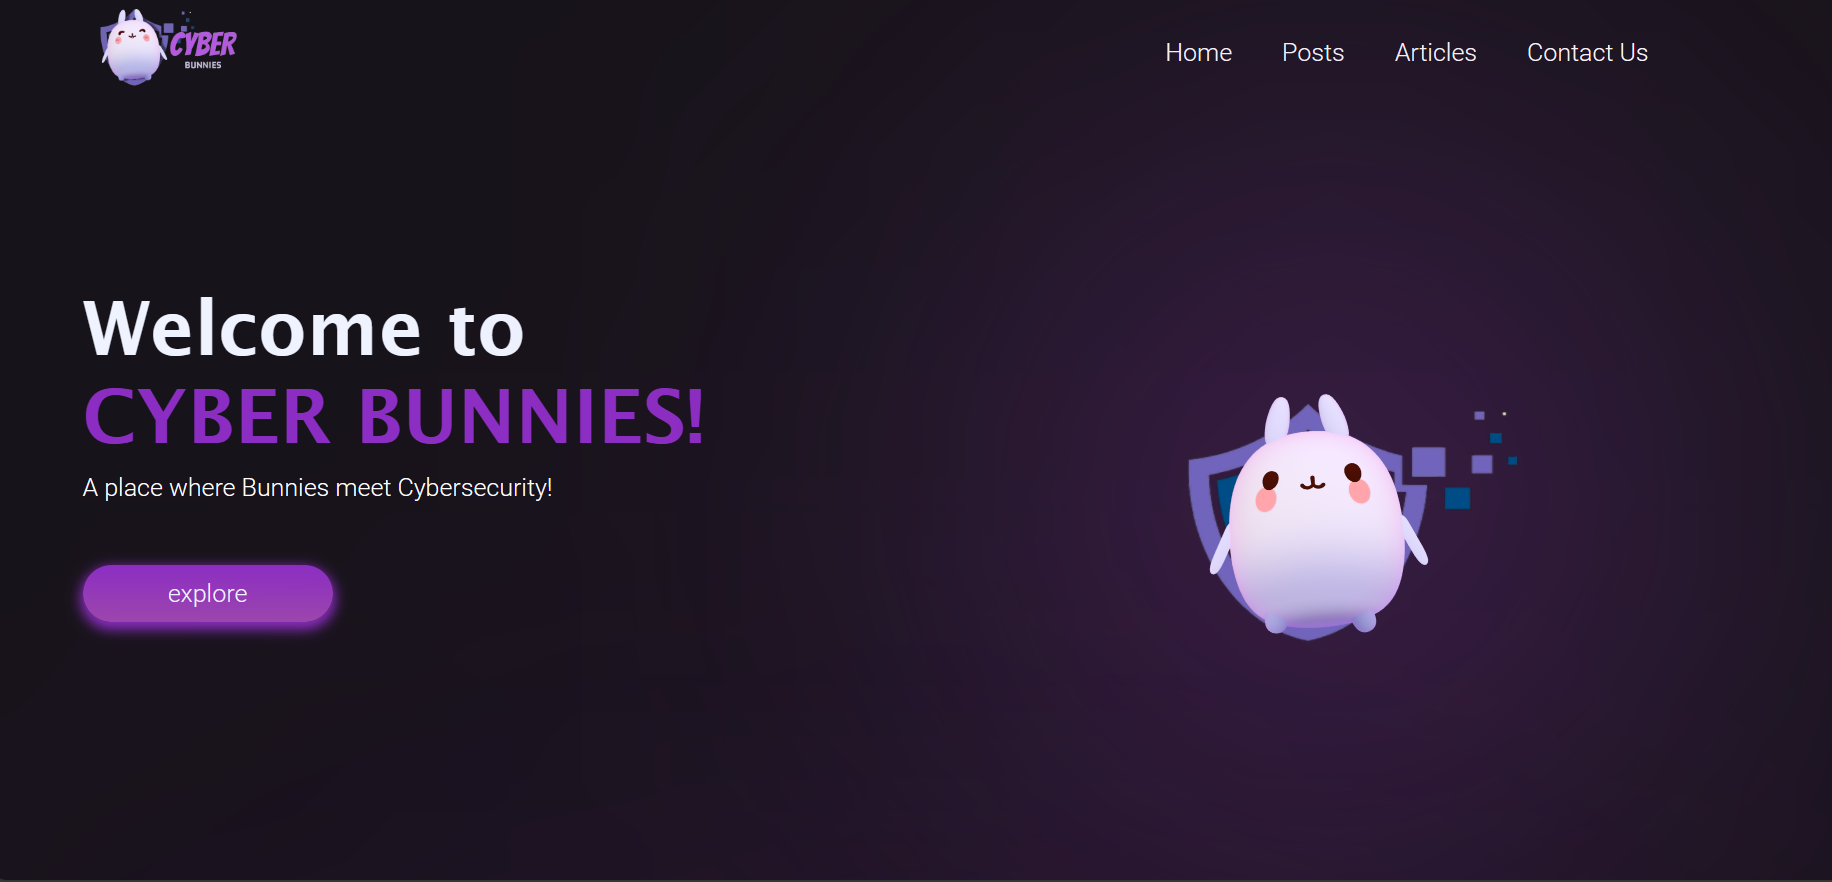 CYBER
BUNNIES
Home Posts Articles Contact Us
Welcome to
CYBER BUNNIES!
A place where Bunnies meet Cybersecurity!
explore